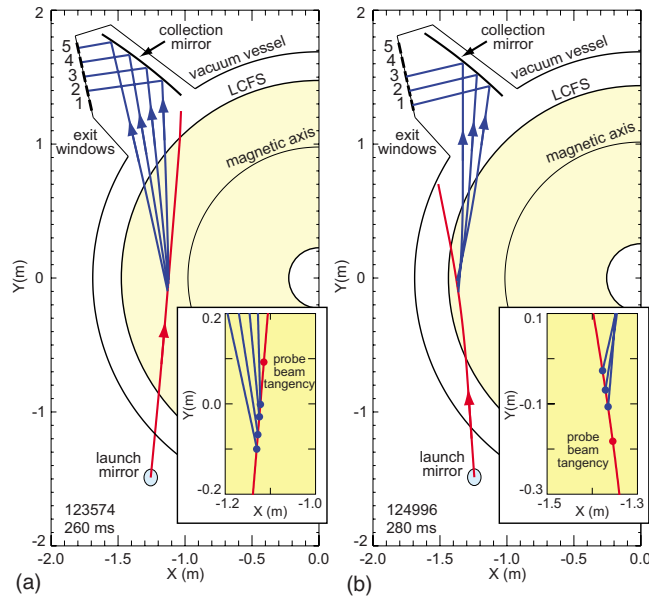 2
1
0
-1
-2
Y(m)
collection
mirror
vacuum vessel
LCFS
magnetic axis
5
4
3
2
1
exit
windows
launch
mirror
123574
260 ms
0.2
0.0
-0.2
Y(m)
probe
beam
tangency
-1.2
-1.0
X (m)
-2.0
-1.5
-1.0
-0.5
0.0
X (m)
(a)
2
1
0
-1
-2
Y(m)
collection
mirror
vacuum vessel
LCFS
magnetic axis
5
4
3
2
1
exit
windows
launch
mirror
124996
280 ms
0.1
-0.1
-0.3
Y(m)
probe
beam
tangency
-1.5
-1.3
X (m)
-2.0
-1.5
-1.0
-0.5
0.0
X (m)
(b)